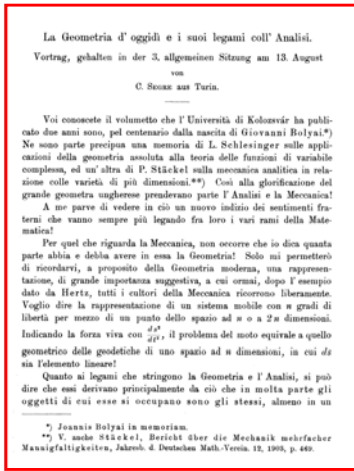 La Geometria d' oggidì e i suoi legami coll' Analisi.
Vortrag, gehalten in der 3. allgemeinen Sitzung am 13. August
von
C. Segre aus Turin.
Voi conoscete il volumetto che l' Università di Kolozsvár ha publi-
cato due anni sono, pel centenario dalla nascita di Giovanni Bolyai.*)
Ne sono parte precipua una memoria di L. Schlesinger sulle appli-
cazioni della geometria assoluta alla teoria delle funzioni di variabile
complessa, ed un' altra di P. Stäckel sulla meccanica analitica in rela-
zione colle varietà di più dimensioni.**) Così alla glorificazione del
grande geometra ungherese prendevano parte l' Analisi e la Meccanica!
A me parve di vedere in ciò un nuovo indizio dei sentimenti fra-
terni che vanno sempre più legando fra loro i vari rami della Mate-
matica!
Per quel che riguarda la Meccanica, non occorre che io dica quanta
parte abbia e debba avere in essa la Geometria! Solo mi permetterò
di ricordarvi, a proposito della Geometria moderna, una rappresen-
tazione, di grande importanza suggestiva, a cui ormai, dopo l' esempio
dato da Hertz, tutti i cultori della Meccanica ricorrono liberamente.
Voglio dire la rappresentazione di un sistema mobile con n gradi di
libertà per mezzo di un punto dello spazio ad n o a 2n dimensioni.
Indicando la forza viva con ds²/dt², il problema del moto equivale a quello
geometrico delle geodetiche di uno spazio ad n dimensioni, in cui ds
sia l'elemento lineare!
Quanto ai legami che stringono la Geometria e l' Analisi, si può
dire che essi derivano principalmente da ciò che in molta parte gli
oggetti di cui esse si occupano sono gli stessi, almeno in un
*) Joannis Bolyai in memoriam.
**) V. anche Stäckel, Bericht über die Mechanik mehrfacher
Mannigfaltigkeiten, Jahresb. d. Deutschen Math.-Verein. 12, 1903, p. 469.